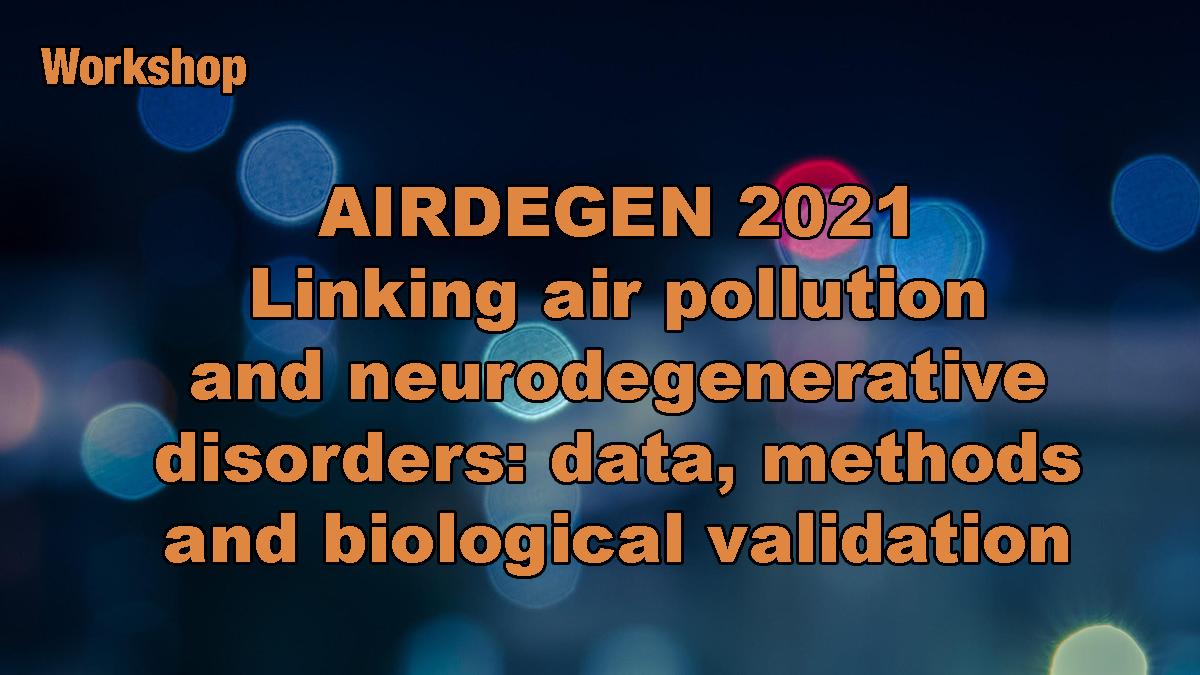 Workshop
AIRDEGEN 2021
Linking air pollution
and neurodegenerative
disorders: data, methods
and biological validation